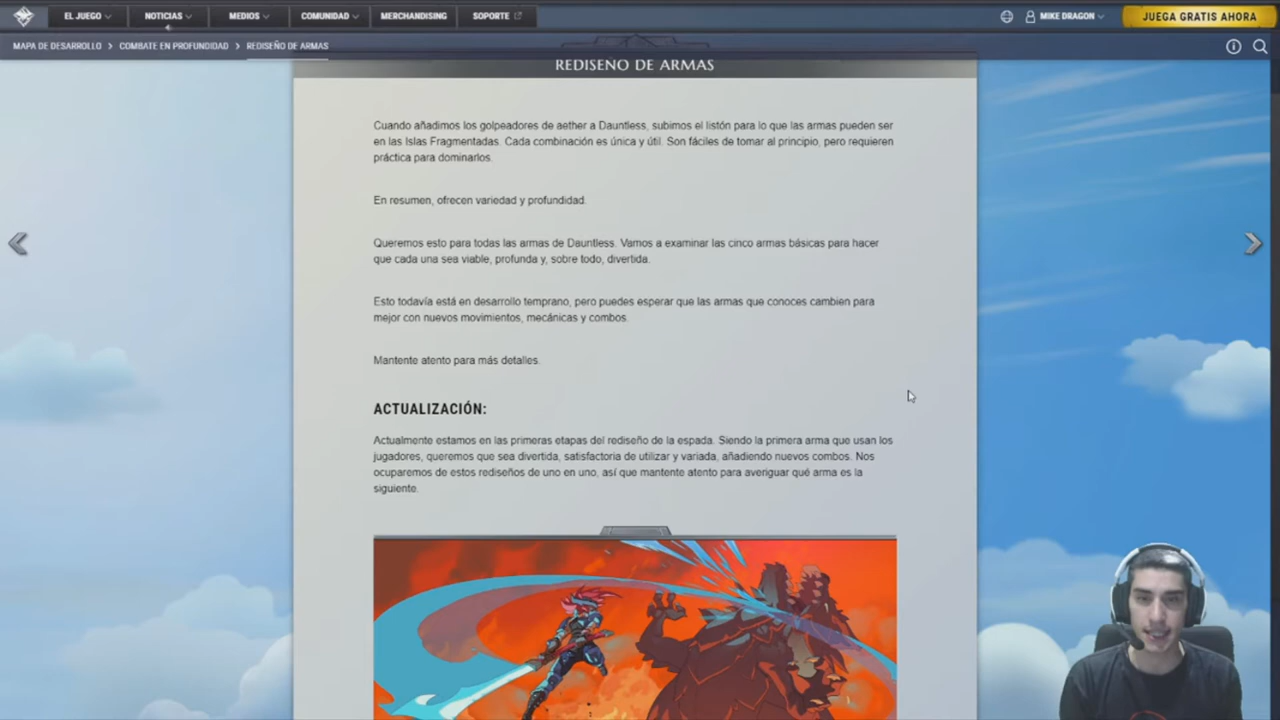 EL JUEGO
NOTICIAS
MEDIOS
COMUNIDAD
MERCHANDISING
SOPORTE
MIKE DRAGON
JUEGA GRATIS AHORA
MAPA DE DESARROLLO > COMBATE EN PROFUNDIDAD > REDISEÑO DE ARMAS
REDISEÑO DE ARMAS
Cuando añadimos los golpeadores de aether a Dauntless, subimos el listón para lo que las armas pueden ser
en las Islas Fragmentadas. Cada combinación es única y útil. Son fáciles de tomar al principio, pero requieren
práctica para dominarlos.
En resumen, ofrecen variedad y profundidad.
Queremos esto para todas las armas de Dauntless. Vamos a examinar las cinco armas básicas para hacer
que cada una sea viable, profunda y, sobre todo, divertida.
Esto todavía está en desarrollo temprano, pero puedes esperar que las armas que conoces cambien para
mejor con nuevos movimientos, mecánicas y combos.
Mantente atento para más detalles.
ACTUALIZACIÓN:
Actualmente estamos en las primeras etapas del rediseño de la espada. Siendo la primera arma que usan los
jugadores, queremos que sea divertida, satisfactoria de utilizar y variada, añadiendo nuevos combos. Nos
ocuparemos de estos rediseños de uno en uno, así que mantente atento para averiguar qué arma es la
siguiente.